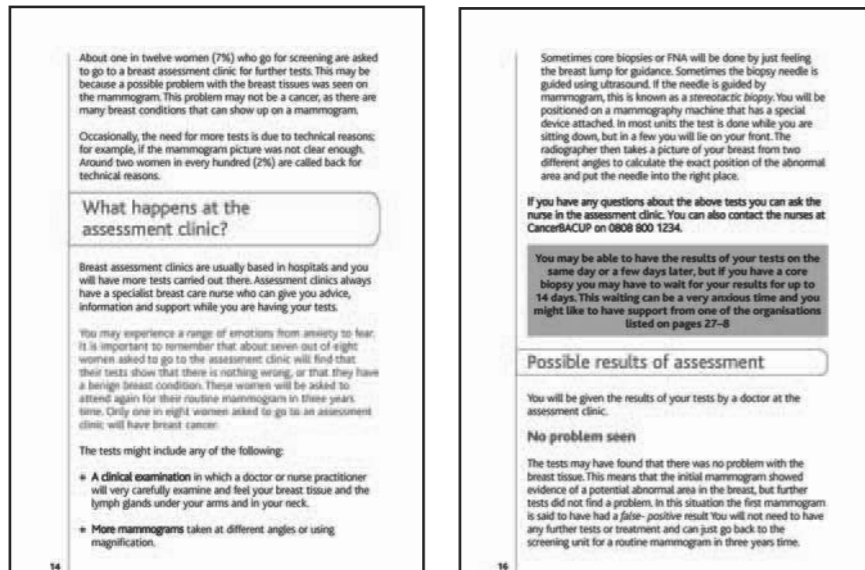 About one in twelve women (7%) who go for screening are asked
to go to a breast assessment clinic for further tests. This may be
because a possible problem with the breast tissues was seen on
the mammogram. This problem may not be a cancer, as there are
many breast conditions that can show up on a mammogram.
Occasionally, the need for more tests is due to technical reasons;
for example, if the mammogram picture was not clear enough.
Around two women in every hundred (2%) are called back for
technical reasons.
What happens at the
assessment clinic?
Breast assessment clinics are usually based in hospitals and you
will have more tests carried out there. Assessment clinics always
have a specialist breast care nurse who can give you advice,
information and support while you are having your tests.
You may experience a range of emotions from anxiety to fear.
It is important to remember that about seven out of eight
women asked to go to the assessment clinic will find that
their tests show that there is nothing wrong, or that they have
a benign breast condition. These women will be asked to
attend again for their routine mammogram in three years
time. Only one in eight women asked to go to an assessment
clinic will have breast cancer.
The tests might include any of the following:
+ A clinical examination in which a doctor or nurse practitioner
will very carefully examine and feel your breast tissue and the
lymph glands under your arms and in your neck.
+ More mammograms taken at different angles or using
magnification.
14
Sometimes core biopsies or FNA will be done by just feeling
the breast lump for guidance. Sometimes the biopsy needle is
guided using ultrasound. If the needle is guided by
mammogram, this is known as a stereotactic biopsy. You will be
positioned on a mammography machine that has a special
device attached. In most units the test is done while you are
sitting down, but in a few you will lie on your front. The
radiographer then takes a picture of your breast from two
different angles to calculate the exact position of the abnormal
area and put the needle into the right place.
If you have any questions about the above tests you can ask the
nurse in the assessment clinic. You can also contact the nurses at
CancerBACUP on 0808 800 1234.
You may be able to have the results of your tests on the
same day or a few days later, but if you have a core
biopsy you may have to wait for your results for up to
14 days. This waiting can be a very anxious time and you
might like to have support from one of the organisations
listed on pages 27–8
Possible results of assessment
You will be given the results of your tests by a doctor at the
assessment clinic.
No problem seen
The tests may have found that there was no problem with the
breast tissue. This means that the initial mammogram showed
evidence of a potential abnormal area in the breast, but further
tests did not find a problem. In this situation the first mammogram
is said to have had a false- positive result You will not need to have
any further tests or treatment and can just go back to the
screening unit for a routine mammogram in three years time.
16